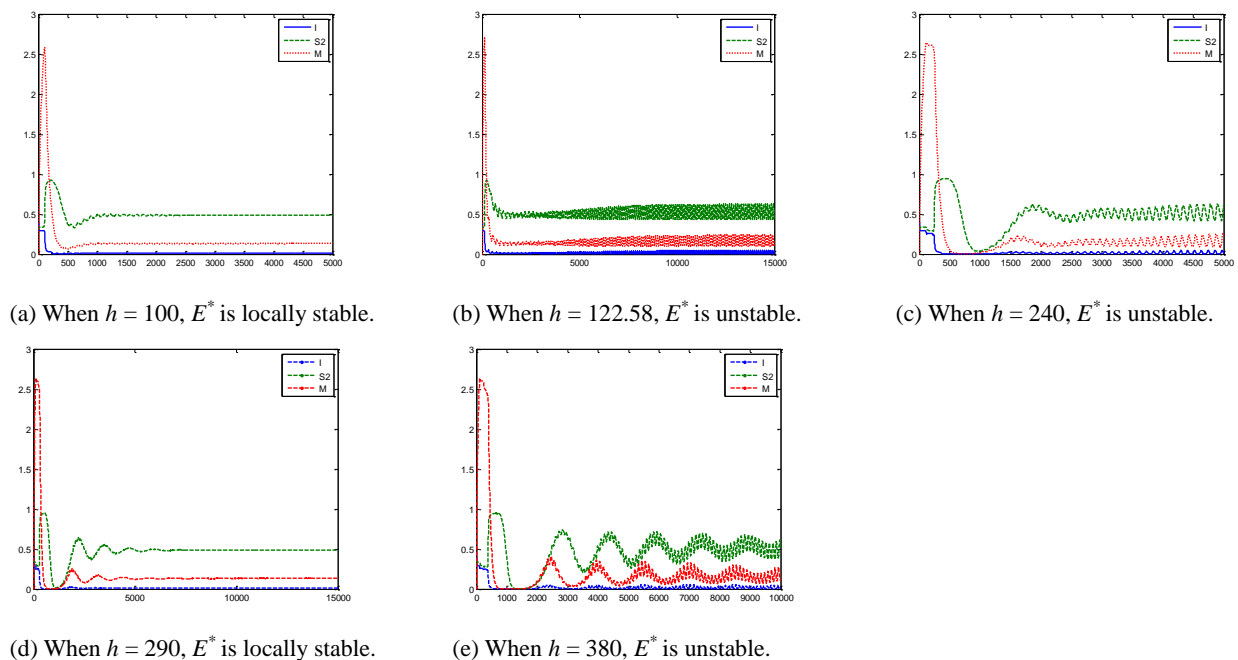 3
2.5
2
1.5
1
0.5
0
0 500 1000 1500 2000 2500 3000 3500 4000 4500 5000
I
S2
M
3
2.5
2
1.5
1
0.5
0
0 5000 10000 15000
I
S2
M
3
2.5
2
1.5
1
0.5
0
0 500 1000 1500 2000 2500 3000 3500 4000 4500 5000
I
S2
M
(a) When h = 100, E* is locally stable.
(b) When h = 122.58, E* is unstable.
(c) When h = 240, E* is unstable.
3
2.5
2
1.5
1
0.5
0
0 5000 10000 15000
I
S2
M
3
2.5
2
1.5
1
0.5
0
0 1000 2000 3000 4000 5000 6000 7000 8000 9000 10000
I
S2
M
(d) When h = 290, E* is locally stable.
(e) When h = 380, E* is unstable.